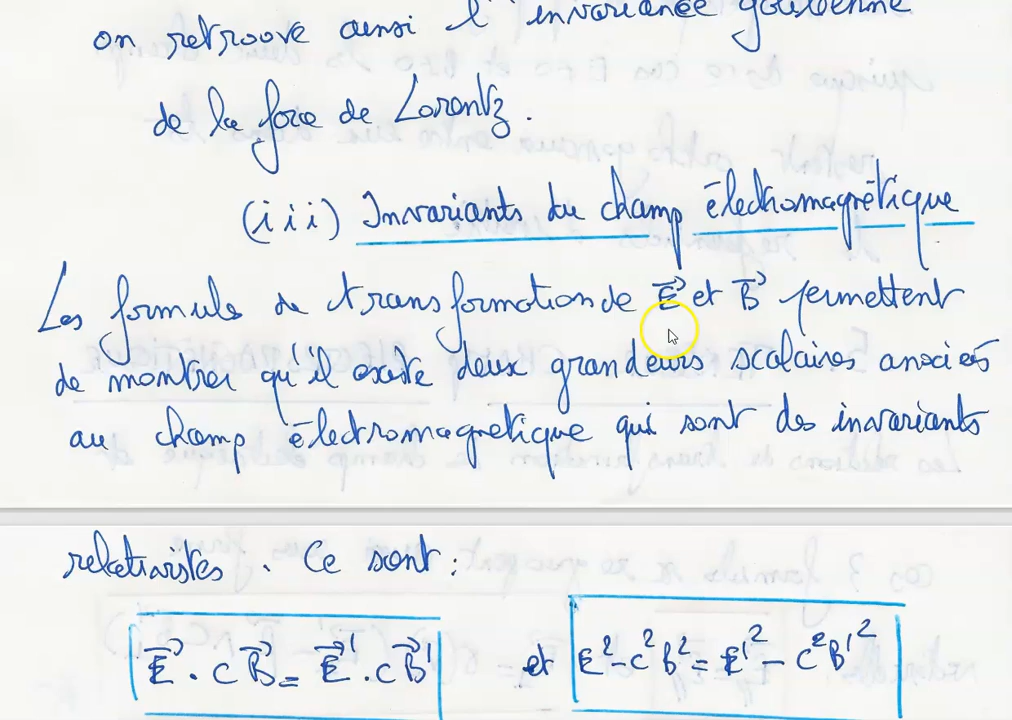 on retrouve ainsi l'invariance galiléenne
de la force de Lorentz.
(iii) Invariants du champ électromagnétique
Les formules de transformation de E⃗ et B⃗ permettent
de montrer qu'il existe deux grandeurs scalaires associées
au champ électromagnétique qui sont des invariants
relativistes. Ce sont :
E⃗ . cB⃗ = E⃗' . cB⃗' et E² - c²B² = E'² - c²B'²